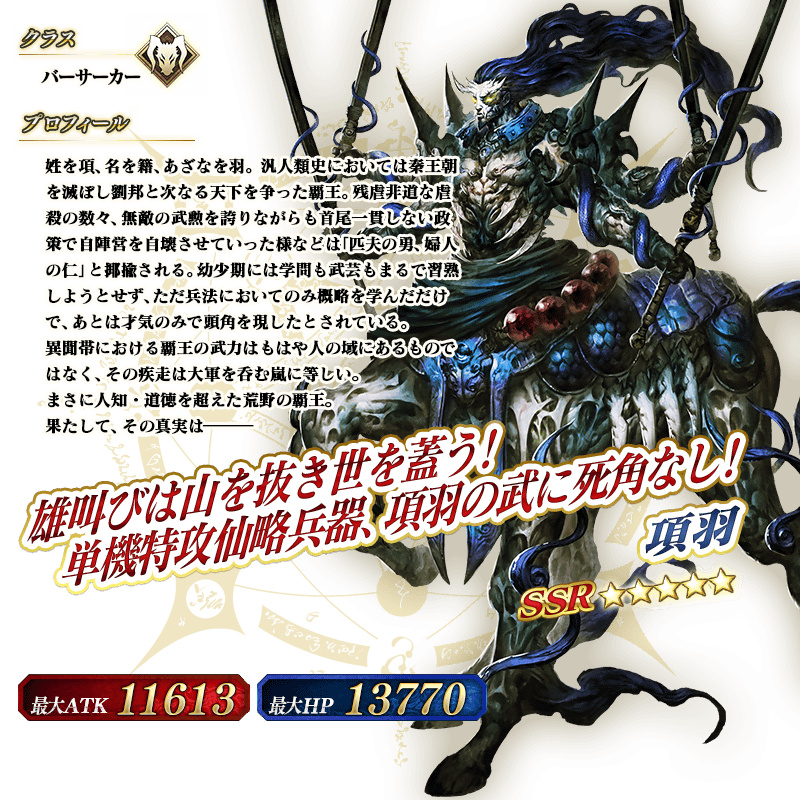 クラス
バーサーカー
プロフィール
姓を項、名を籍、あざなを羽。汎人類史においては秦王朝
を滅ぼし劉邦と次なる天下を争った覇王。残虐非道な虐
殺の数々、無敵の武勲を誇りながらも首尾一貫しない政
策で自陣営を自壊させていった様などは「匹夫の勇、婦人
の仁」と揶揄される。幼少期には学問も武芸もまるで習熟
しようとせず、ただ兵法においてのみ概略を学んだだけ
で、あとは才気のみで頭角を現したとされている。
異聞帯における覇王の武力はもはや人の域にあるもので
はなく、その疾走は大軍を呑む嵐に等しい。
まさに人知・道徳を超えた荒野の覇王。
果たして、その真実は———
雄叫びは山を抜き世を蓋う!
単機特攻仙略兵器、項羽の武に死角なし!
項羽
SSR ☆☆☆☆☆
最大ATK 11613
最大HP 13770